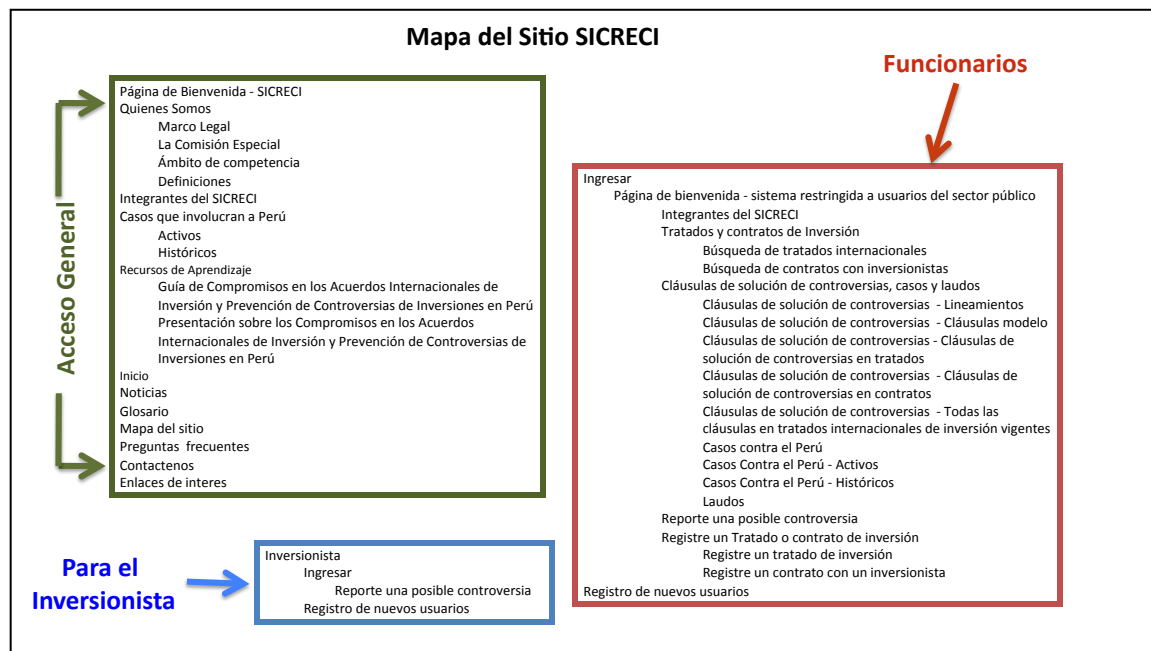 Mapa del Sitio SICRECI
Acceso General
Página de Bienvenida - SICRECI
Quienes Somos
Marco Legal
La Comisión Especial
Ámbito de competencia
Definiciones
Integrantes del SICRECI
Casos que involucran a Perú
Activos
Históricos
Recursos de Aprendizaje
Guía de Compromisos en los Acuerdos Internacionales de
Inversión y Prevención de Controversias de Inversiones en Perú
Presentación sobre los Compromisos en los Acuerdos
Internacionales de Inversión y Prevención de Controversias de
Inversiones en Perú
Inicio
Noticias
Glosario
Mapa del sitio
Preguntas frecuentes
Contactenos
Enlaces de interes
Funcionarios
Ingresar
Página de bienvenida - sistema restringida a usuarios del sector público
Integrantes del SICRECI
Tratados y contratos de Inversión
Búsqueda de tratados internacionales
Búsqueda de contratos con inversionistas
Cláusulas de solución de controversias, casos y laudos
Cláusulas de solución de controversias - Lineamientos
Cláusulas de solución de controversias - Cláusulas modelo
Cláusulas de solución de controversias - Cláusulas de
solución de controversias en tratados
Cláusulas de solución de controversias - Cláusulas de
solución de controversias en contratos
Cláusulas de solución de controversias - Todas las
cláusulas en tratados internacionales de inversión vigentes
Casos contra el Perú
Casos Contra el Perú - Activos
Casos Contra el Perú - Históricos
Laudos
Reporte una posible controversia
Registre un Tratado o contrato de inversión
Registre un tratado de inversión
Registre un contrato con un inversionista
Registro de nuevos usuarios
Para el
Inversionista
Inversionista
Ingresar
Reporte una posible controversia
Registro de nuevos usuarios